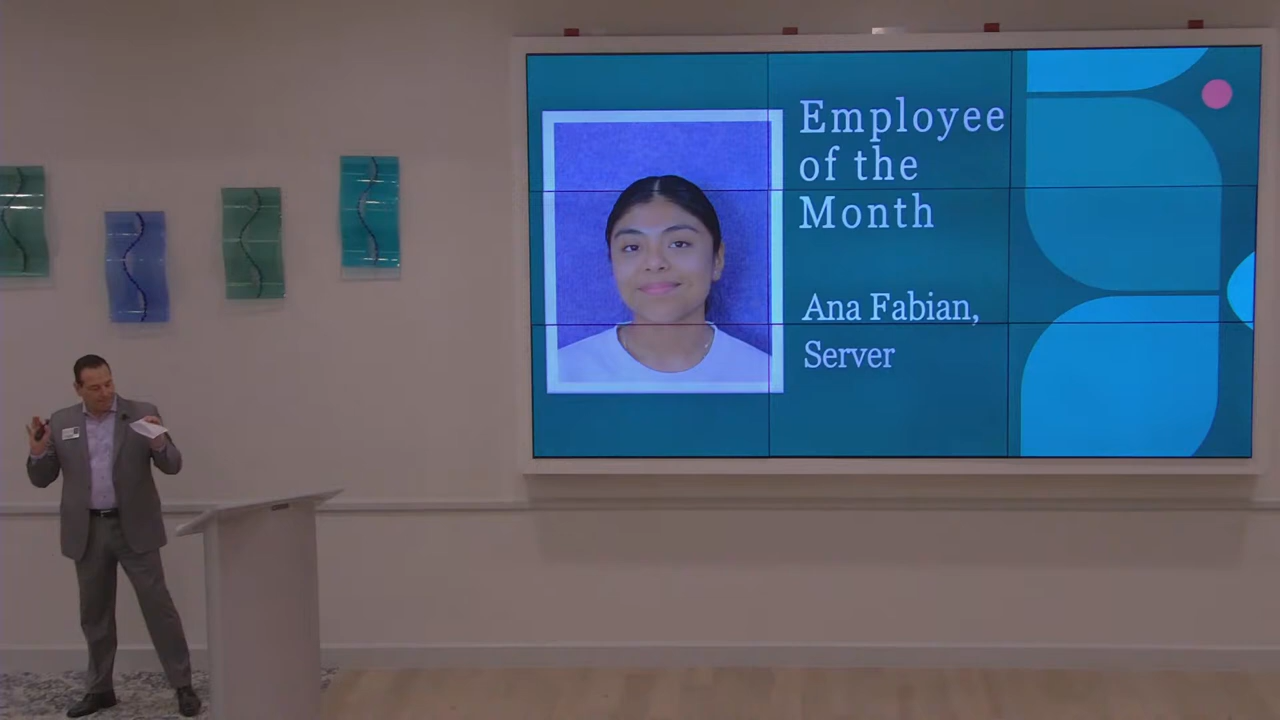 Employee
of the
Month
Ana Fabian,
Server